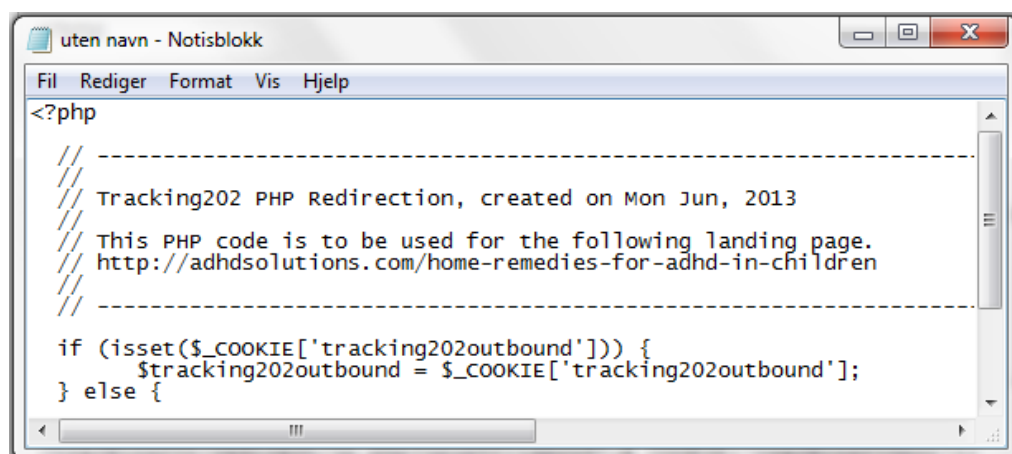 uten navn - Notisblokk
Fil Rediger Format Vis Hjelp
<?php
// -------------------------------------------------------------------
//
// Tracking202 PHP Redirection, created on Mon Jun, 2013
//
// This PHP code is to be used for the following landing page.
// http://adhdsolutions.com/home-remedies-for-adhd-in-children
//
// -------------------------------------------------------------------
if (isset($_COOKIE['tracking202outbound'])) {
$tracking202outbound = $_COOKIE['tracking202outbound'];
} else {